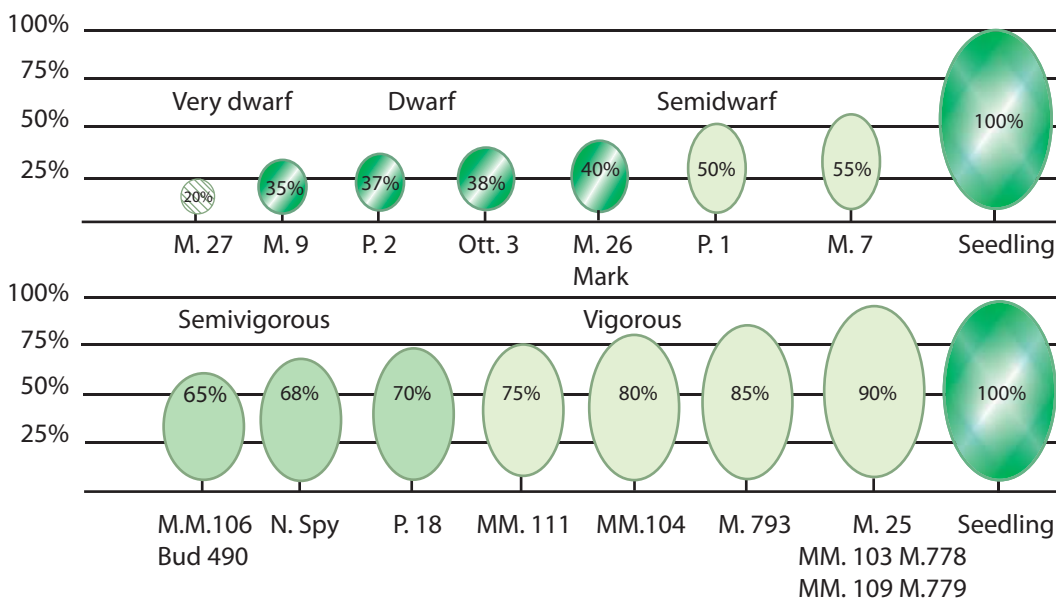 100%
75%
Very dwarf Dwarf Semidwarf
50%
100%
25%
20% 35% 37% 38% 40% 50% 55%
M. 27 M. 9 P. 2 Ott. 3 M. 26 P. 1 M. 7 Seedling
Mark
100%
Semivigorous Vigorous
75%
50%
65% 68% 70% 75% 80% 85% 90% 100%
25%
M.M.106 N. Spy P. 18 MM. 111 MM.104 M. 793 M. 25 Seedling
Bud 490 MM. 103 M.778
MM. 109 M.779